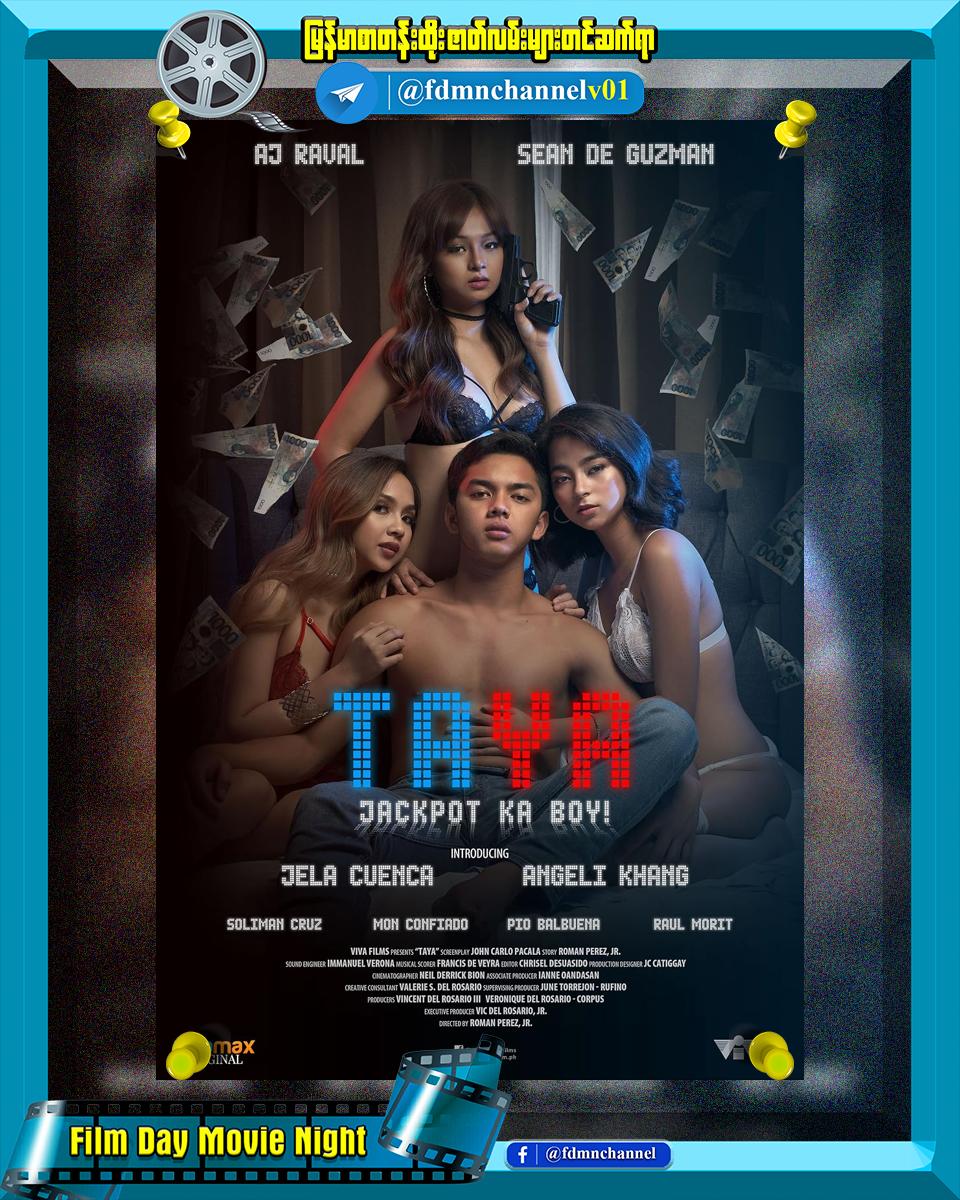 မြန်မာစာတန်းထိုးဇာတ်လမ်းများတင်ဆက်ရာ
@fdmnchannelv01
AJ RAVAL SEAN DE GUZMAN
TAYA
JACKPOT KA BOY!
INTRODUCING
JELA CUENCA ANGELI KHANG
SOLIMAN CRUZ MON CONFIADO PIO BALBUENA RAUL MORIT
VIVA FILMS PRESENTS "TAYA" SCREENPLAY JOHN CARLO PACALA STORY ROMAN PEREZ, JR.
SOUND ENGINEER IMMANUEL VERONA MUSICAL SCORER FRANCIS DE VEYRA EDITOR CHRISEL DESUASIDO PRODUCTION DESIGNER JC CATIGGAY
CINEMATOGRAPHER NEIL DERRICK BION ASSOCIATE PRODUCER IANNE OANDASAN
CREATIVE CONSULTANT VALERIE S. DEL ROSARIO SUPERVISING PRODUCER JUNE TORREJON - RUFINO
PRODUCERS VINCENT DEL ROSARIO III VERONIQUE DEL ROSARIO - CORPUS
EXECUTIVE PRODUCER VIC DEL ROSARIO, JR.
DIRECTED BY ROMAN PEREZ, JR.
Film Day Movie Night
@fdmnchannel